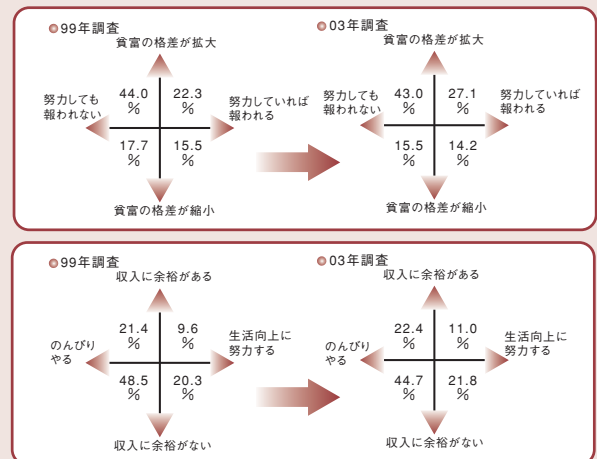 99年調査
貧富の格差が拡大
努力しても
報われない
44.0
%
22.3
%
努力していれば
報われる
17.7
%
15.5
%
貧富の格差が縮小
03年調査
貧富の格差が拡大
努力しても
報われない
43.0
%
27.1
%
努力していれば
報われる
15.5
%
14.2
%
貧富の格差が縮小
99年調査
収入に余裕がある
のんびり
やる
21.4
%
9.6
%
生活向上に
努力する
48.5
%
20.3
%
収入に余裕がない
03年調査
収入に余裕がある
のんびり
やる
22.4
%
11.0
%
生活向上に
努力する
44.7
%
21.8
%
収入に余裕がない